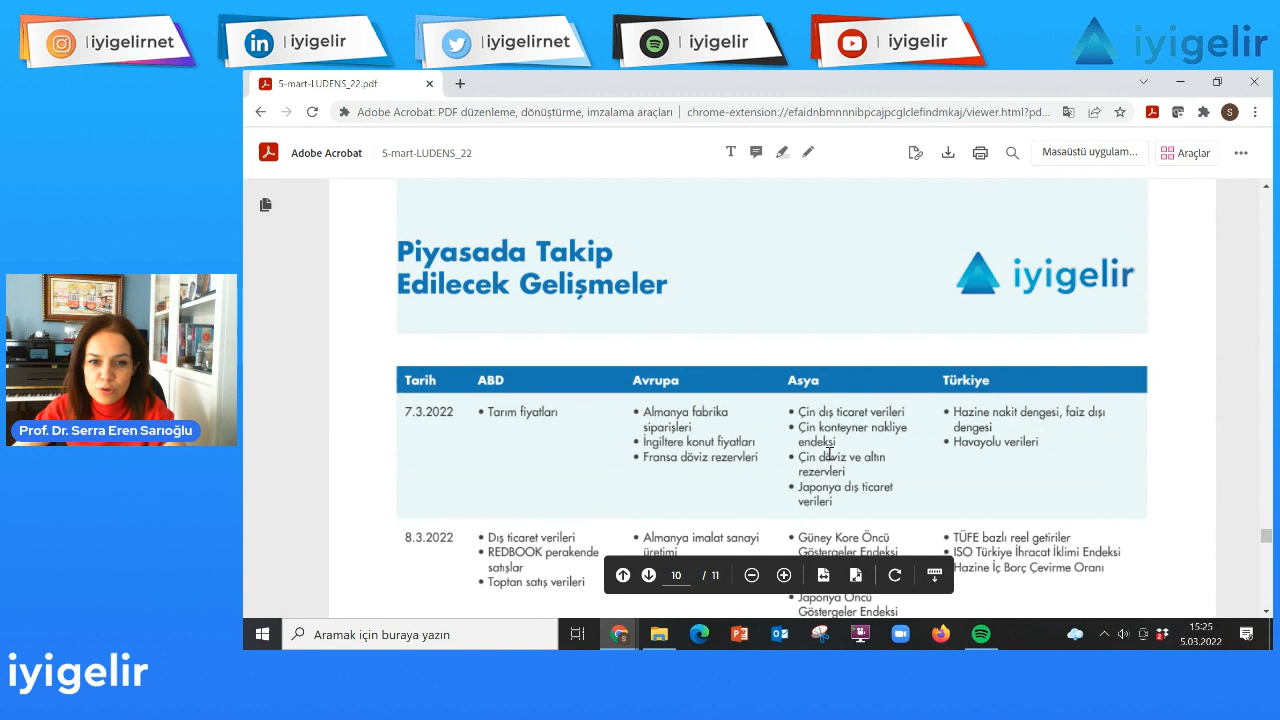 iyigelirnet
iyigelir
iyigelirnet
iyigelir
iyigelir
iyigelir
5-mart-LUDENS_22.pdf
Adobe Acrobat: PDF düzenleme, dönüştürme, imzalama araçları
chrome-extension://efaidnbmnnnibpcajpcglclefindmkaj/viewer.html?pd...
S
Adobe Acrobat
5-mart-LUDENS_22
Masaüstü uygulam...
Araçlar
Piyasada Takip
Edilecek Gelişmeler
iyigelir
Tarih ABD Avrupa Asya Türkiye
7.3.2022
• Tarım fiyatları
• Almanya fabrika
siparişleri
• İngiltere konut fiyatları
• Fransa döviz rezervleri
• Çin dış ticaret verileri
• Çin konteyner nakliye
endeksi
• Çin döviz ve altın
rezervleri
• Japonya dış ticaret
verileri
• Hazine nakit dengesi, faiz dışı
dengesi
• Havayolu verileri
8.3.2022
• Dış ticaret verileri
• REDBOOK perakende
satışlar
• Toptan satış verileri
• Almanya imalat sanayi
üretimi
• Güney Kore Öncü
Göstergeler Endeksi
Japonya Öncü
Göstergeler Endeksi
• TÜFE bazlı reel getiriler
• ISO Türkiye İhracat İklimi Endeksi
Hazine İç Borç Çevirme Oranı
10 / 11
Prof. Dr. Serra Eren Sarıoğlu
Aramak için buraya yazın
15:25
5.03.2022
iyigelir